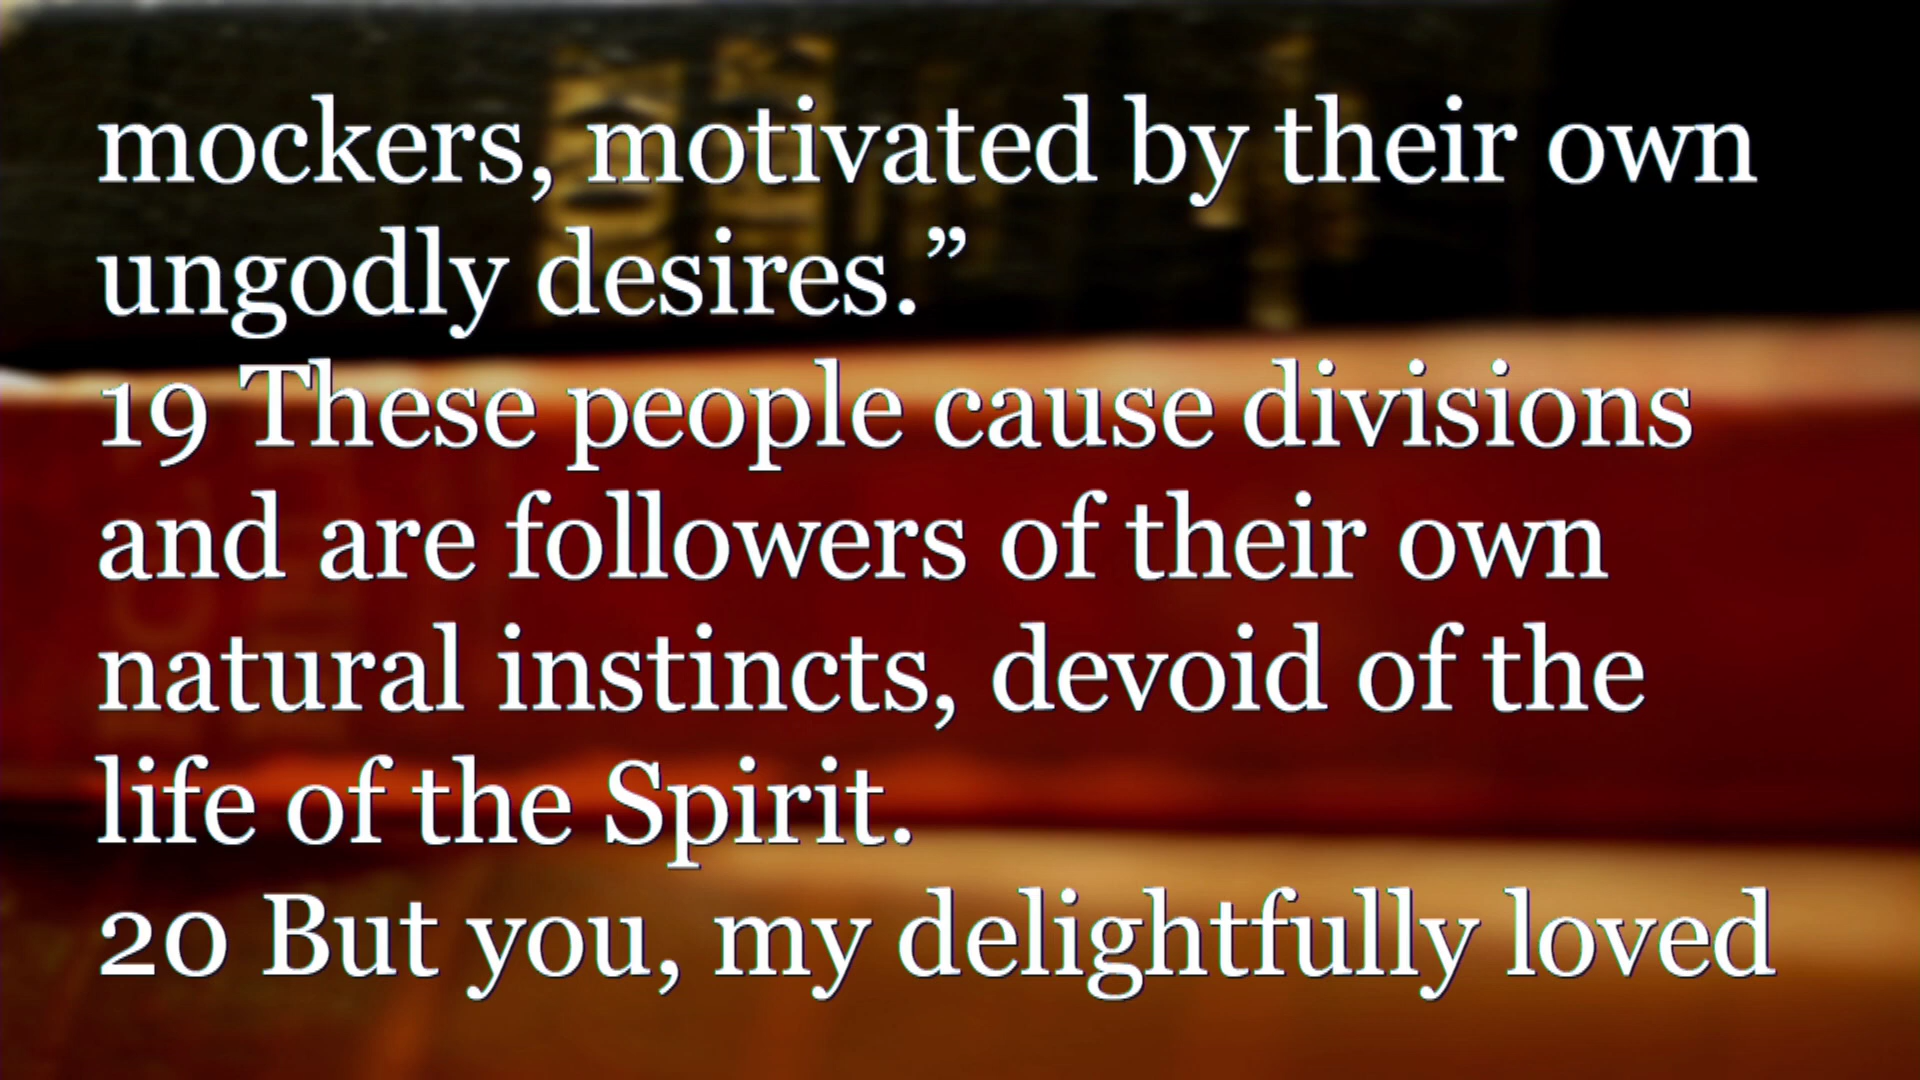 mockers, motivated by their own
ungodly desires.”
19 These people cause divisions
and are followers of their own
natural instincts, devoid of the
life of the Spirit.
20 But you, my delightfully loved